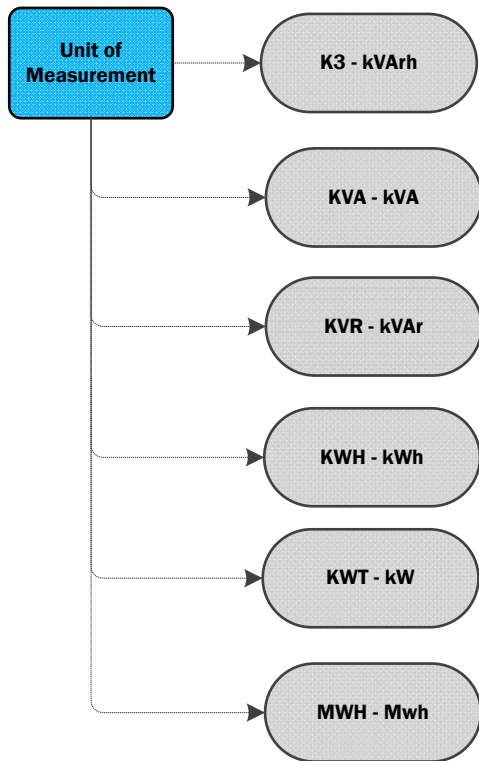 Unit of
Measurement
K3 - kVArh
KVA - kVA
KVR - kVAr
KWH - kWh
KWT - kW
MWH - Mwh